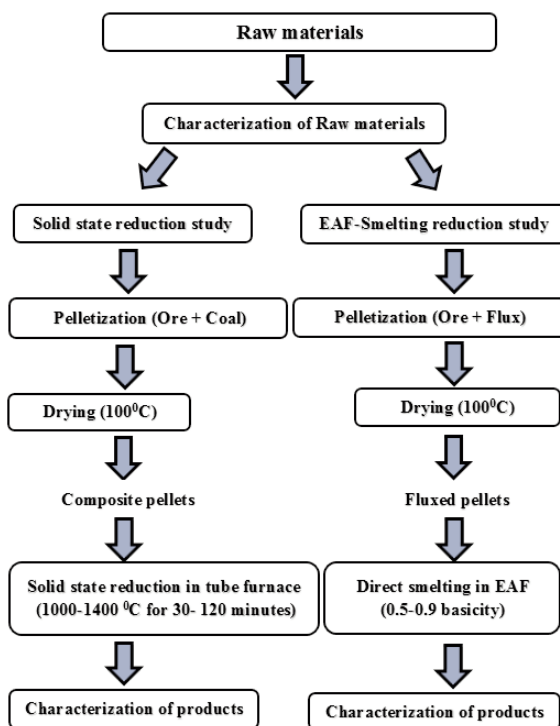 Raw materials
Characterization of Raw materials
Solid state reduction study
EAF-Smelting reduction study
Pelletization (Ore + Coal)
Pelletization (Ore + Flux)
Drying (100⁰C)
Drying (100⁰C)
Composite pellets
Fluxed pellets
Solid state reduction in tube furnace
(1000-1400 ⁰C for 30- 120 minutes)
Direct smelting in EAF
(0.5-0.9 basicity)
Characterization of products
Characterization of products